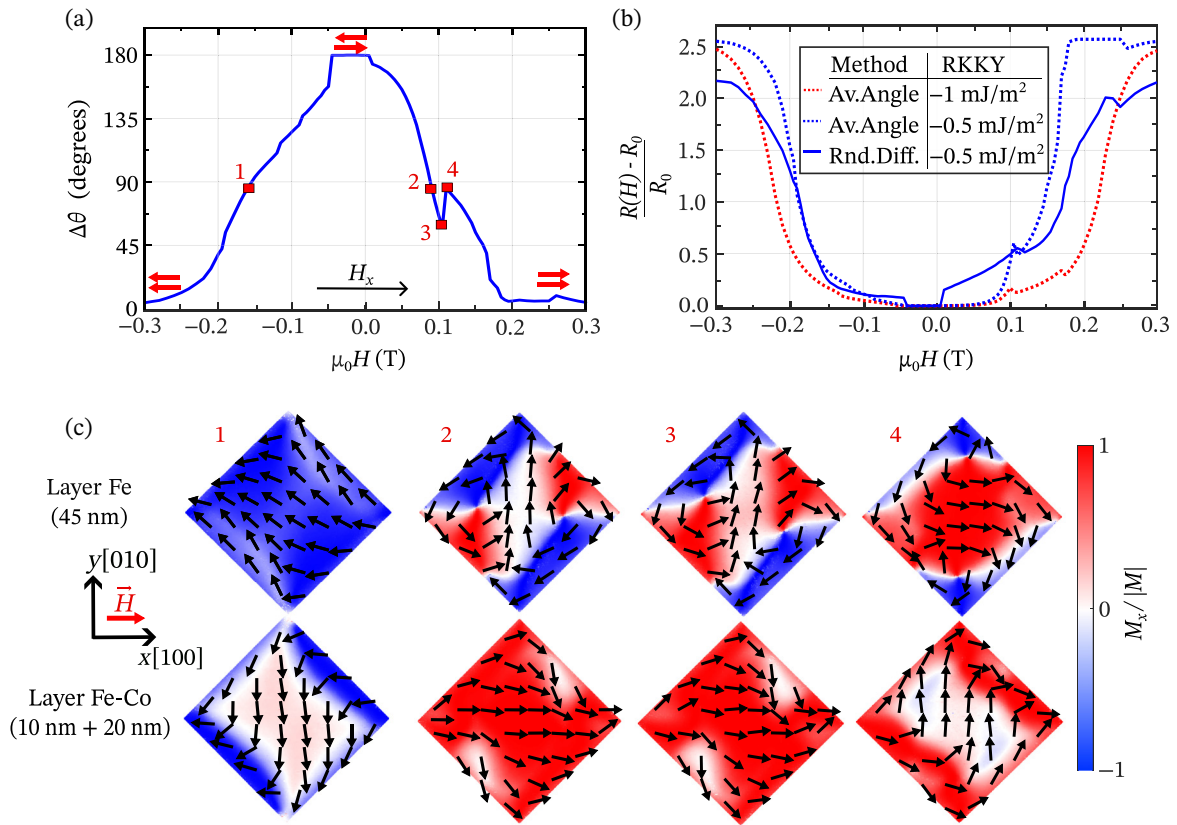 (a)
Δθ (degrees)
180
135
90
45
0
1
2
3
4
Hₓ
−0.3
−0.2
−0.1
0.0
0.1
0.2
0.3
μ₀H (T)
(b)
R(H) - R₀
R₀
2.5
2.0
1.5
1.0
0.5
0.0
Method RKKY
Av.Angle −1 mJ/m²
Av.Angle −0.5 mJ/m²
Rnd.Diff. −0.5 mJ/m²
−0.3
−0.2
−0.1
0.0
0.1
0.2
0.3
μ₀H (T)
(c)
1
2
3
4
Layer Fe
(45 nm)
y[010]
H⃗
x[100]
Layer Fe-Co
(10 nm + 20 nm)
1
0
−1
Mₓ/ |M|